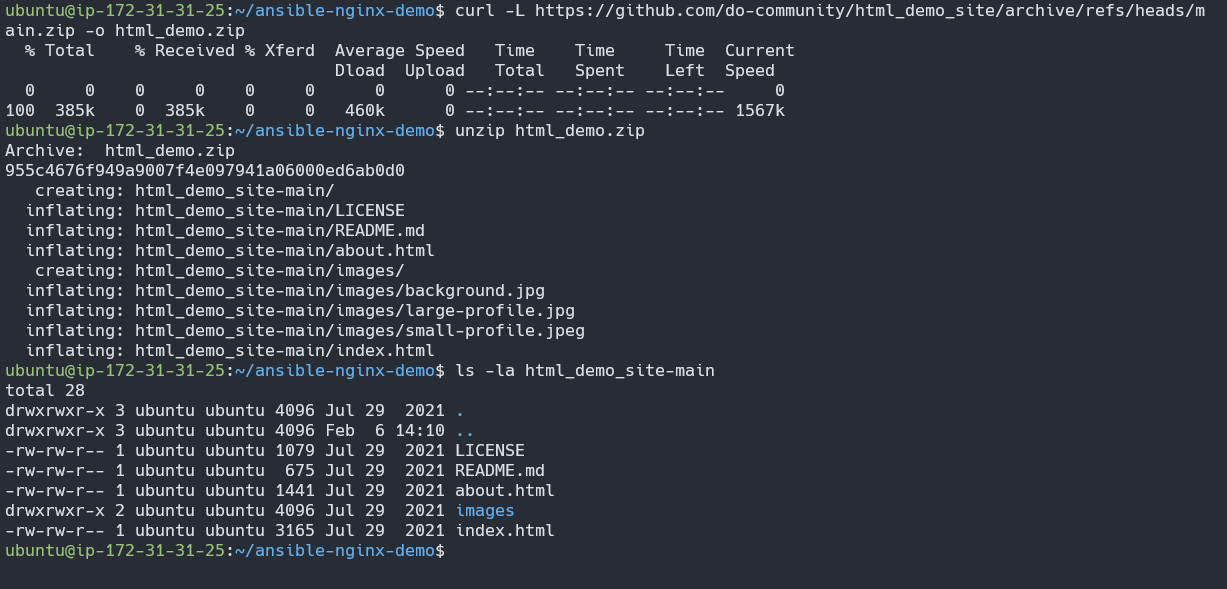 ubuntu@ip-172-31-31-25:~/ansible-nginx-demo$ curl -L https://github.com/do-community/html_demo_site/archive/refs/heads/m
ain.zip -o html_demo.zip
  % Total    % Received % Xferd  Average Speed   Time    Time     Time  Current
                                 Dload  Upload   Total   Spent    Left  Speed
  0     0    0     0    0     0      0      0 --:--:-- --:--:-- --:--:--     0
100  385k    0  385k    0     0   460k      0 --:--:-- --:--:-- --:--:-- 1567k
ubuntu@ip-172-31-31-25:~/ansible-nginx-demo$ unzip html_demo.zip
Archive:  html_demo.zip
955c4676f949a9007f4e097941a06000ed6ab0d0
   creating: html_demo_site-main/
  inflating: html_demo_site-main/LICENSE
  inflating: html_demo_site-main/README.md
  inflating: html_demo_site-main/about.html
   creating: html_demo_site-main/images/
  inflating: html_demo_site-main/images/background.jpg
  inflating: html_demo_site-main/images/large-profile.jpg
  inflating: html_demo_site-main/images/small-profile.jpeg
  inflating: html_demo_site-main/index.html
ubuntu@ip-172-31-31-25:~/ansible-nginx-demo$ ls -la html_demo_site-main
total 28
drwxrwxr-x 3 ubuntu ubuntu 4096 Jul 29  2021 .
drwxrwxr-x 3 ubuntu ubuntu 4096 Feb  6 14:10 ..
-rw-rw-r-- 1 ubuntu ubuntu 1079 Jul 29  2021 LICENSE
-rw-rw-r-- 1 ubuntu ubuntu  675 Jul 29  2021 README.md
-rw-rw-r-- 1 ubuntu ubuntu 1441 Jul 29  2021 about.html
drwxrwxr-x 2 ubuntu ubuntu 4096 Jul 29  2021 images
-rw-rw-r-- 1 ubuntu ubuntu 3165 Jul 29  2021 index.html
ubuntu@ip-172-31-31-25:~/ansible-nginx-demo$